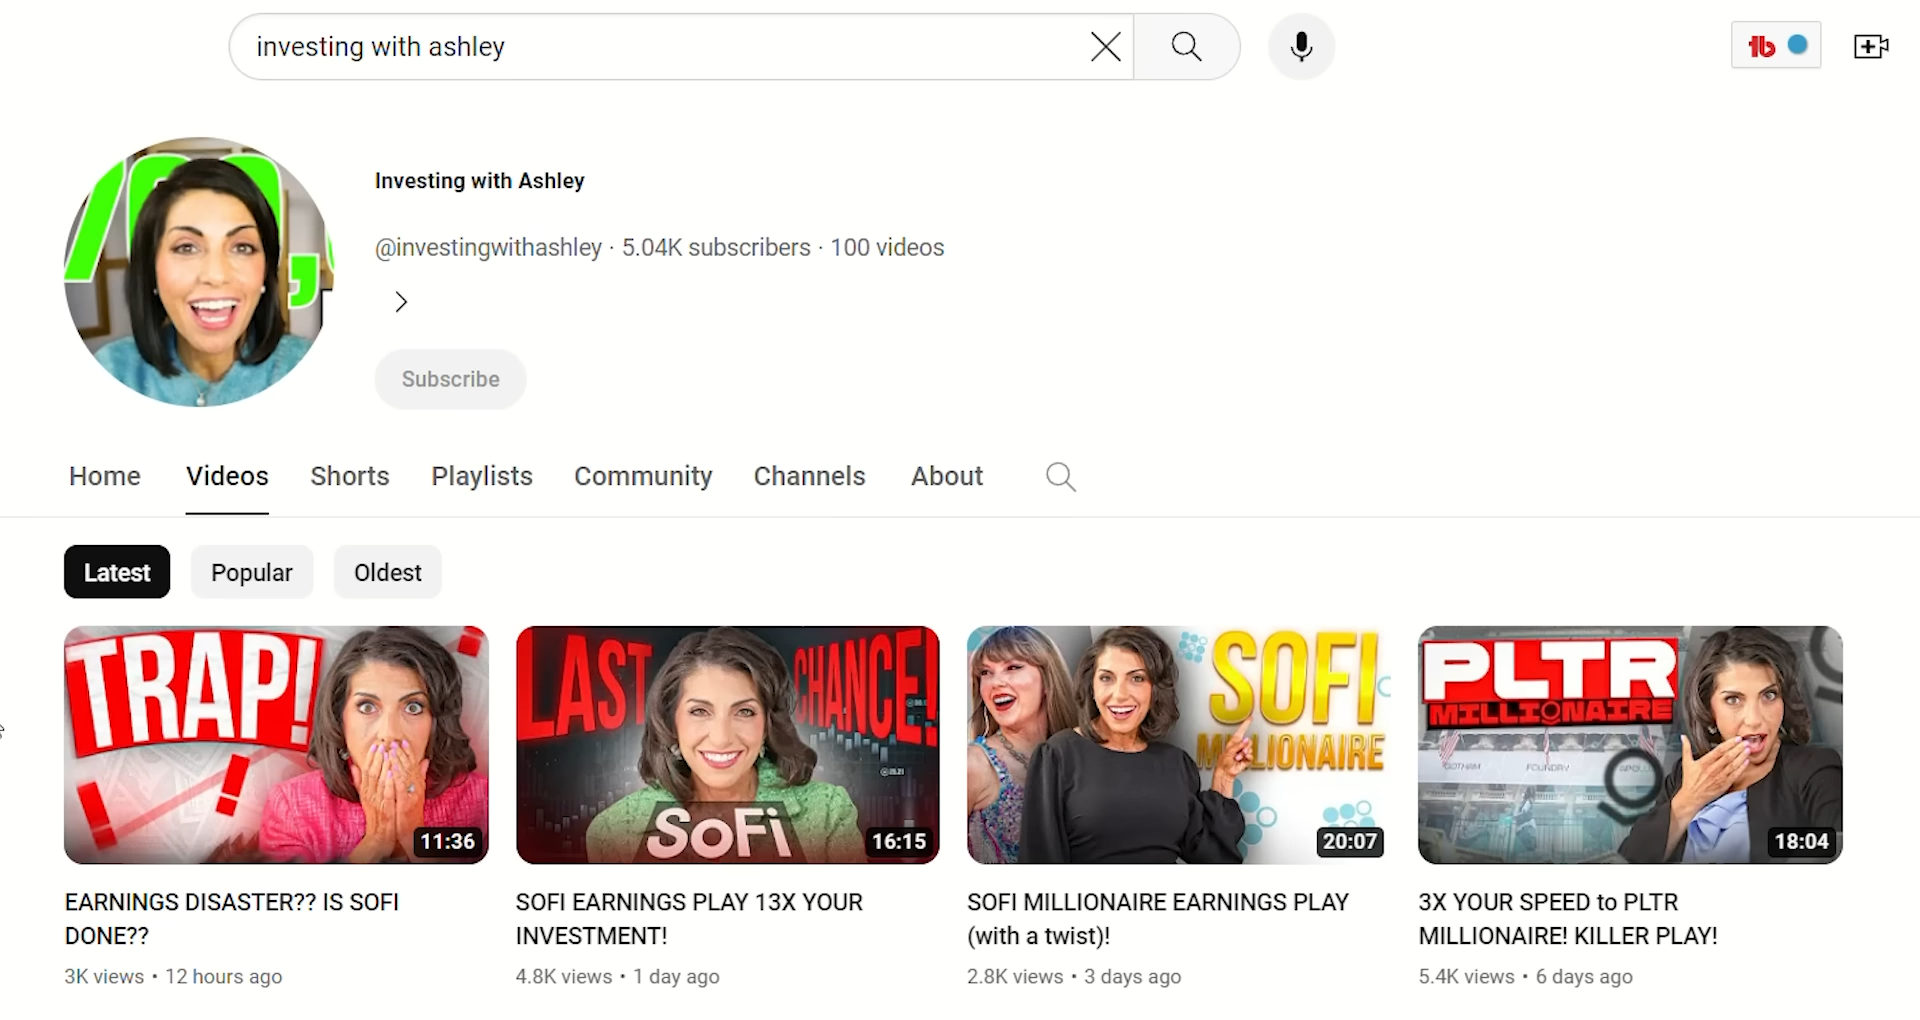 investing with ashley
Investing with Ashley
@investingwithashley · 5.04K subscribers · 100 videos
Subscribe
Home Videos Shorts Playlists Community Channels About
Latest Popular Oldest
TRAP!
11:36
LAST CHANCE!
SoFi
16:15
SOFI
MILLIONAIRE
20:07
PLTR
MILLIONAIRE
GOTHAM FOUNDRY APOLLO
18:04
EARNINGS DISASTER?? IS SOFI
DONE??
3K views • 12 hours ago
SOFI EARNINGS PLAY 13X YOUR
INVESTMENT!
4.8K views • 1 day ago
SOFI MILLIONAIRE EARNINGS PLAY
(with a twist)!
2.8K views • 3 days ago
3X YOUR SPEED to PLTR
MILLIONAIRE! KILLER PLAY!
5.4K views • 6 days ago